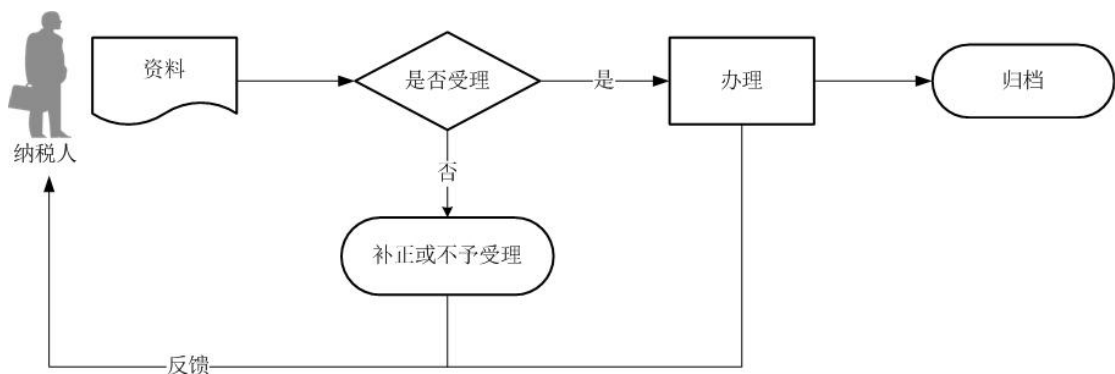 资料
是否受理
是
办理
归档
纳税人
否
补正或不予受理
反馈